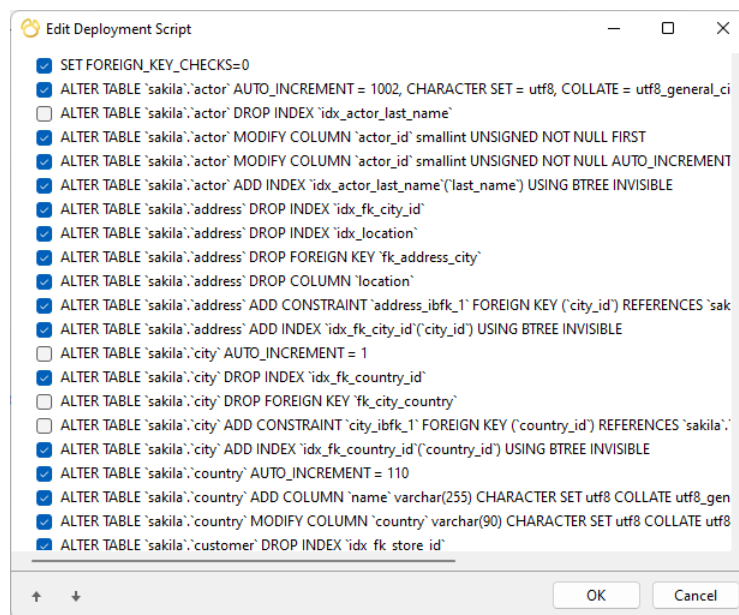 Edit Deployment Script
SET FOREIGN_KEY_CHECKS=0
ALTER TABLE `sakila`.`actor` AUTO_INCREMENT = 1002, CHARACTER SET = utf8, COLLATE = utf8_general_ci
ALTER TABLE `sakila`.`actor` DROP INDEX `idx_actor_last_name`
ALTER TABLE `sakila`.`actor` MODIFY COLUMN `actor_id` smallint UNSIGNED NOT NULL FIRST
ALTER TABLE `sakila`.`actor` MODIFY COLUMN `actor_id` smallint UNSIGNED NOT NULL AUTO_INCREMENT
ALTER TABLE `sakila`.`actor` ADD INDEX `idx_actor_last_name`(`last_name`) USING BTREE INVISIBLE
ALTER TABLE `sakila`.`address` DROP INDEX `idx_fk_city_id`
ALTER TABLE `sakila`.`address` DROP INDEX `idx_location`
ALTER TABLE `sakila`.`address` DROP FOREIGN KEY `fk_address_city`
ALTER TABLE `sakila`.`address` DROP COLUMN `location`
ALTER TABLE `sakila`.`address` ADD CONSTRAINT `address_ibfk_1` FOREIGN KEY (`city_id`) REFERENCES `sak
ALTER TABLE `sakila`.`address` ADD INDEX `idx_fk_city_id`(`city_id`) USING BTREE INVISIBLE
ALTER TABLE `sakila`.`city` AUTO_INCREMENT = 1
ALTER TABLE `sakila`.`city` DROP INDEX `idx_fk_country_id`
ALTER TABLE `sakila`.`city` DROP FOREIGN KEY `fk_city_country`
ALTER TABLE `sakila`.`city` ADD CONSTRAINT `city_ibfk_1` FOREIGN KEY (`country_id`) REFERENCES `sakila`.`
ALTER TABLE `sakila`.`city` ADD INDEX `idx_fk_country_id`(`country_id`) USING BTREE INVISIBLE
ALTER TABLE `sakila`.`country` AUTO_INCREMENT = 110
ALTER TABLE `sakila`.`country` ADD COLUMN `name` varchar(255) CHARACTER SET utf8 COLLATE utf8_gen
ALTER TABLE `sakila`.`country` MODIFY COLUMN `country` varchar(90) CHARACTER SET utf8 COLLATE utf8
ALTER TABLE `sakila`.`customer` DROP INDEX `idx_fk_store_id`
OK Cancel